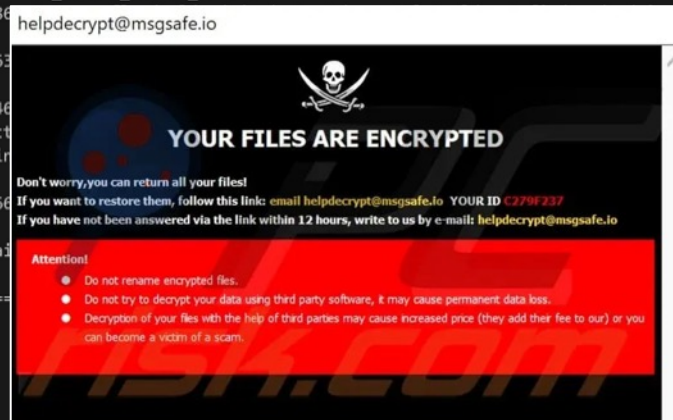 helpdecrypt@msgsafe.io
YOUR FILES ARE ENCRYPTED
Don't worry,you can return all your files!
If you want to restore them, follow this link: email helpdecrypt@msgsafe.io YOUR ID C279F237
If you have not been answered via the link within 12 hours, write to us by e-mail: helpdecrypt@msgsafe.io
Attention!
Do not rename encrypted files.
Do not try to decrypt your data using third party software, it may cause permanent data loss.
Decryption of your files with the help of third parties may cause increased price (they add their fee to our) or you
can become a victim of a scam.
PC
risk.com